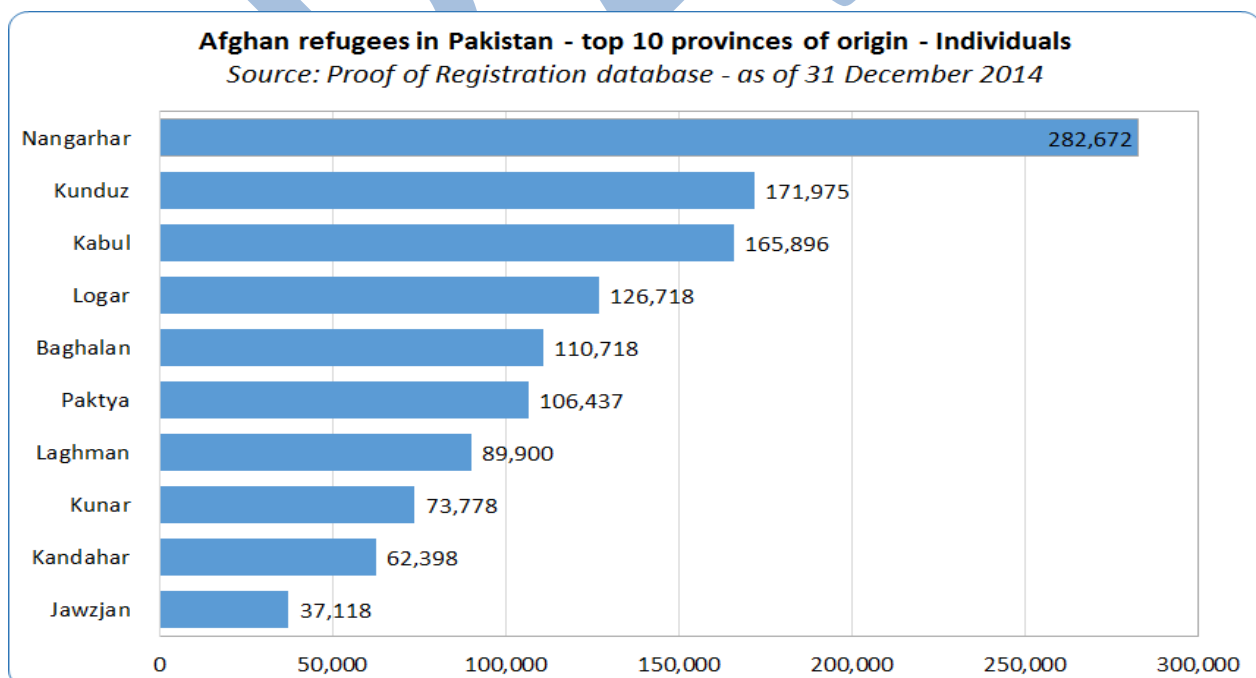 Afghan refugees in Pakistan - top 10 provinces of origin - Individuals
Source: Proof of Registration database - as of 31 December 2014
Nangarhar 282,672
Kunduz 171,975
Kabul 165,896
Logar 126,718
Baghalan 110,718
Paktya 106,437
Laghman 89,900
Kunar 73,778
Kandahar 62,398
Jawzjan 37,118
0 50,000 100,000 150,000 200,000 250,000 300,000